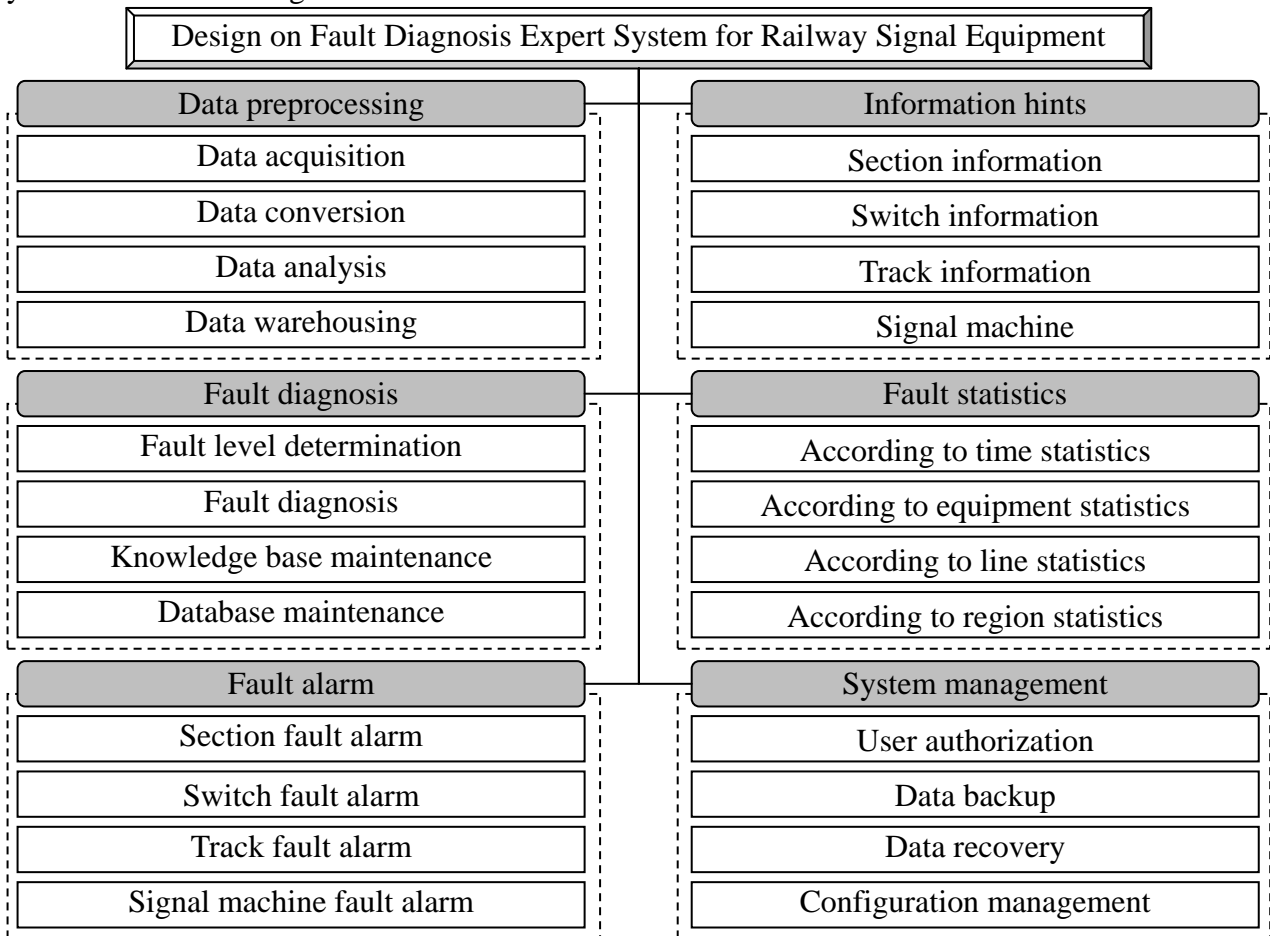 Design on Fault Diagnosis Expert System for Railway Signal Equipment
Data preprocessing
Data acquisition
Data conversion
Data analysis
Data warehousing
Information hints
Section information
Switch information
Track information
Signal machine
Fault diagnosis
Fault level determination
Fault diagnosis
Knowledge base maintenance
Database maintenance
Fault statistics
According to time statistics
According to equipment statistics
According to line statistics
According to region statistics
Fault alarm
Section fault alarm
Switch fault alarm
Track fault alarm
Signal machine fault alarm
System management
User authorization
Data backup
Data recovery
Configuration management